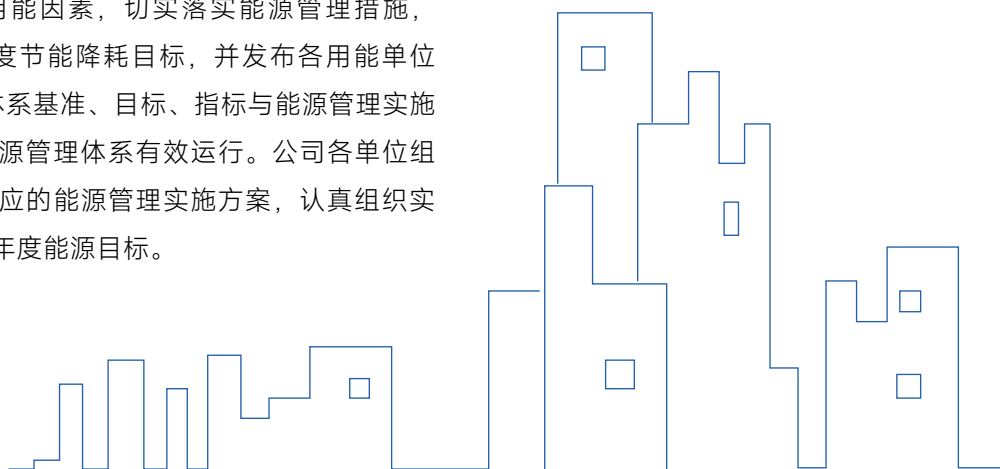 用能因素，切实落实能源管理措施，
度节能降耗目标，并发布各用能单位
体系基准、目标、指标与能源管理实施
源管理体系有效运行。公司各单位组
应的能源管理实施方案，认真组织实
年度能源目标。